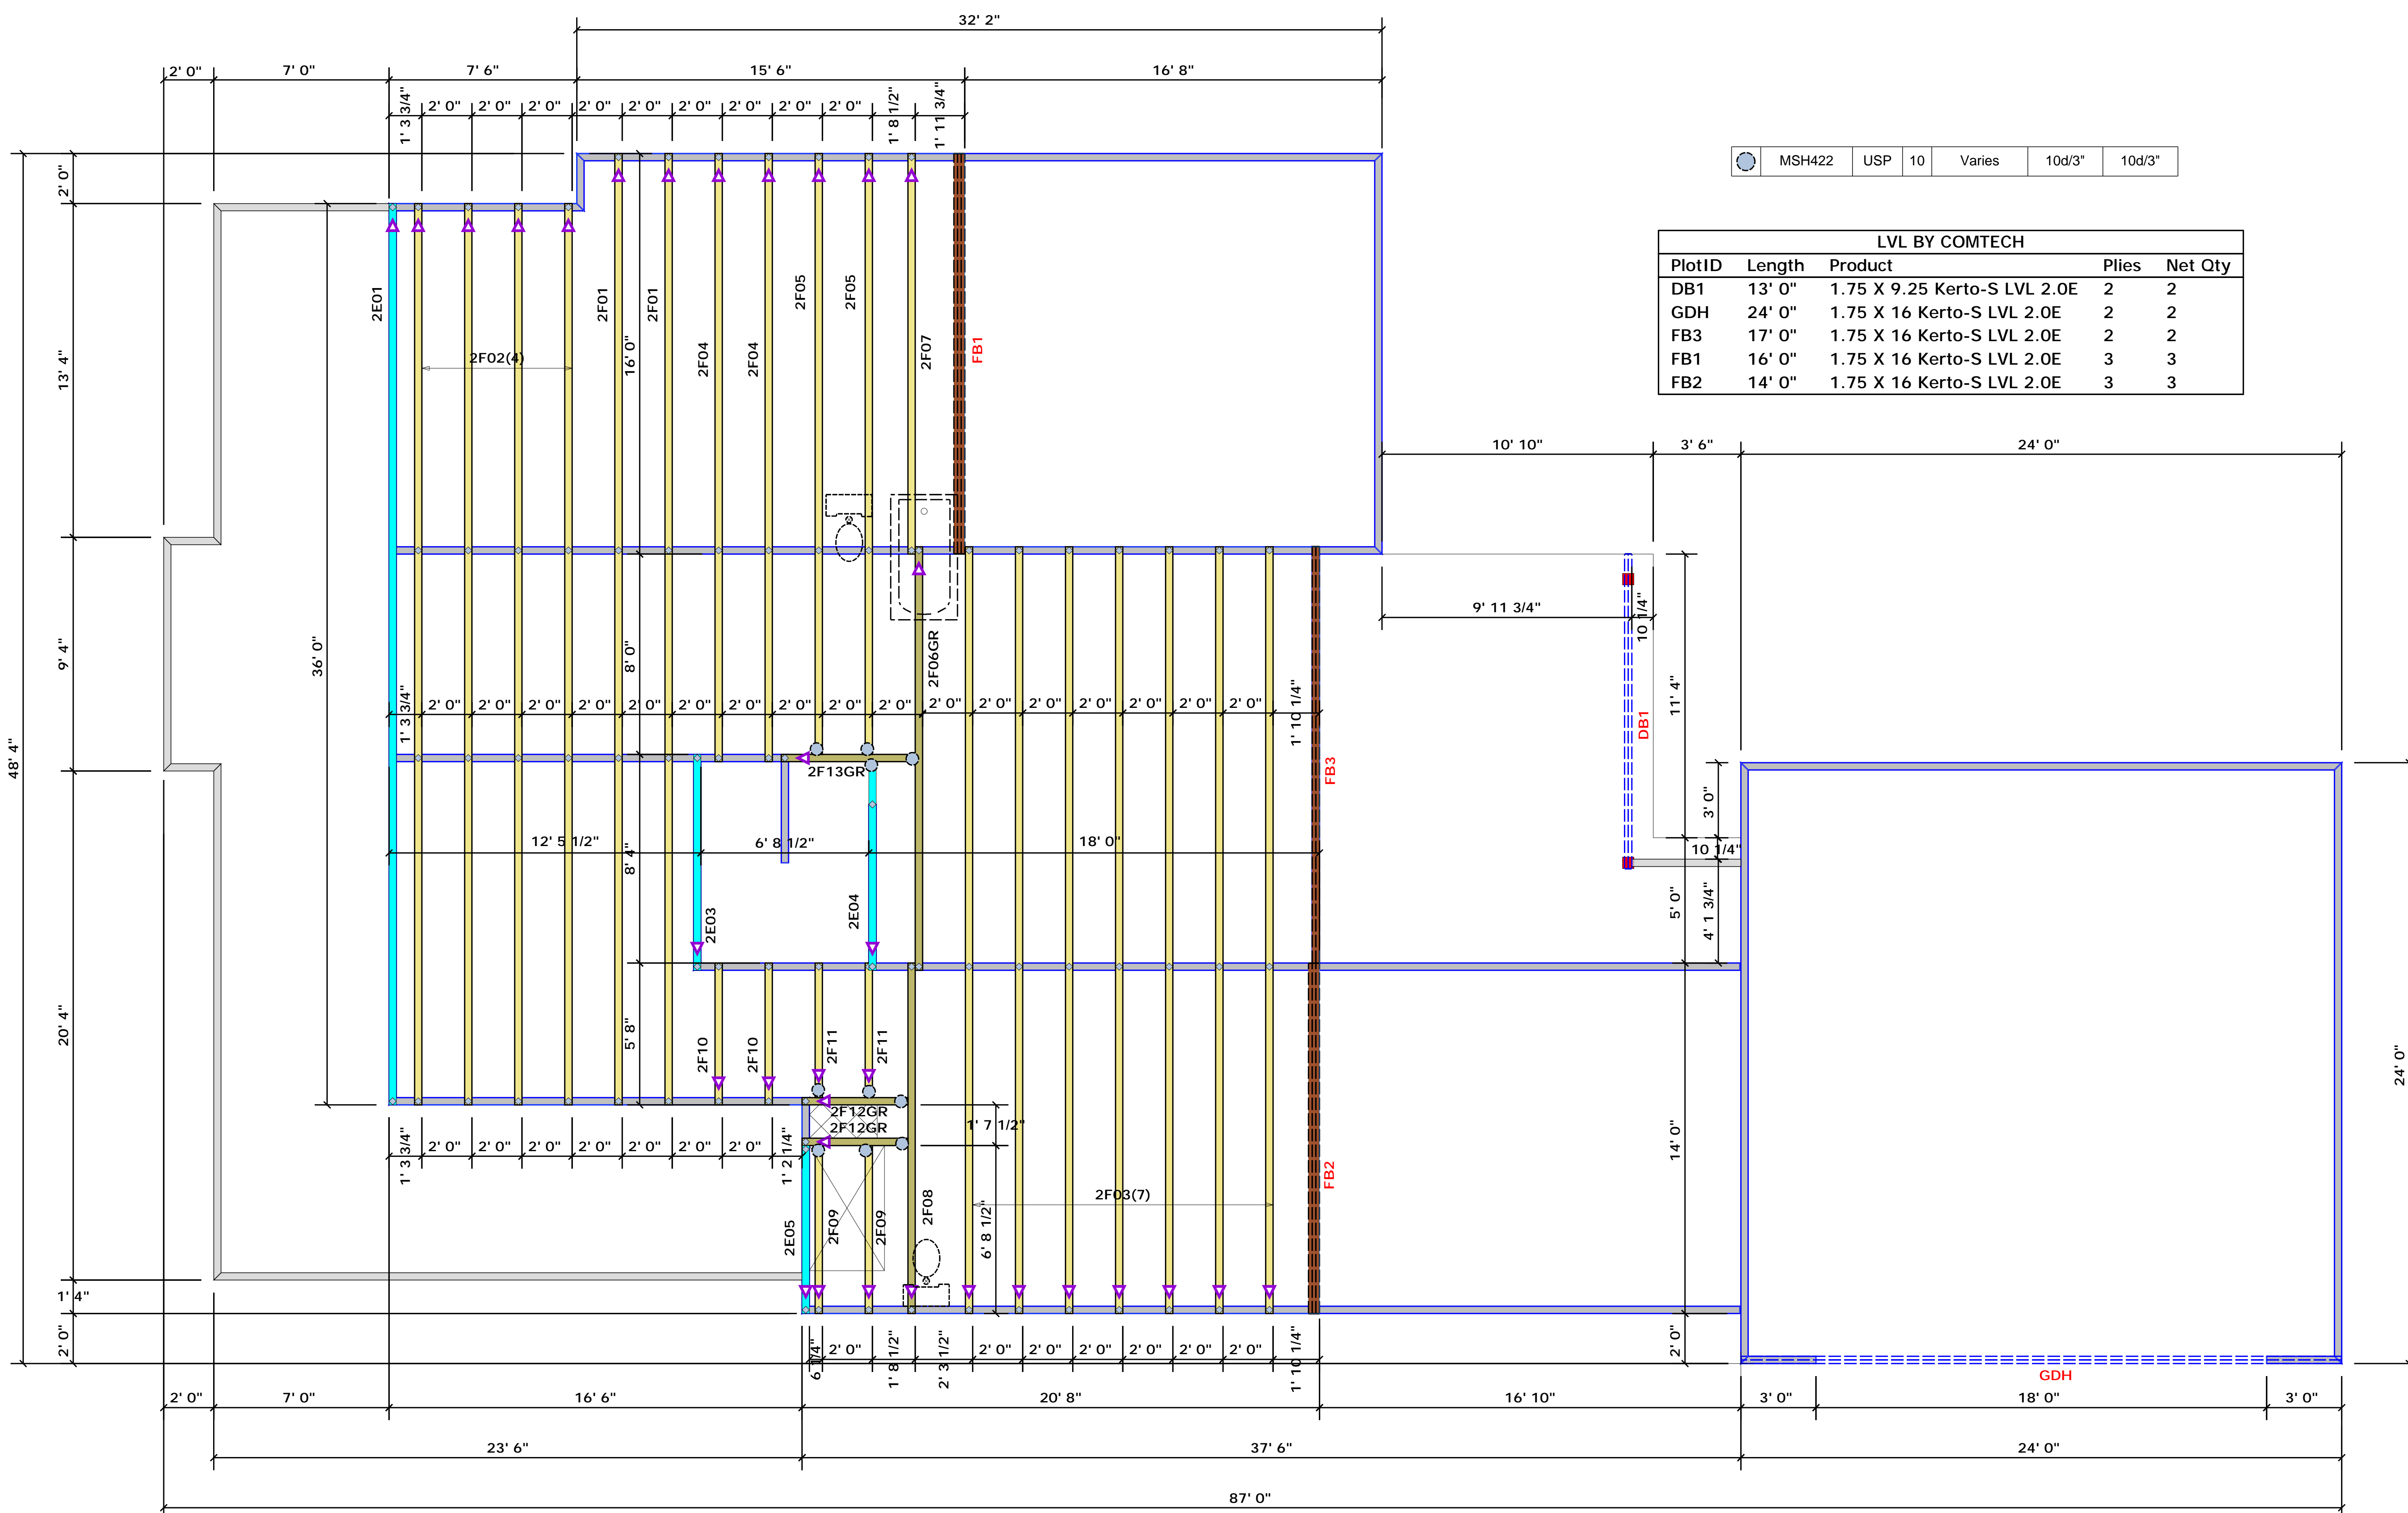 32' 2"
2' 0" 7' 0" 7' 6" 15' 6" 16' 8"
1' 3 3/4" 2' 0" 2' 0" 2' 0" 2' 0" 2' 0" 2' 0" 2' 0" 2' 0" 2' 0" 1' 8 1/2" 1' 11 3/4"
MSH422 USP 10 Varies 10d/3" 10d/3"
LVL BY COMTECH
PlotID Length Product Plies Net Qty
DB1 13' 0" 1.75 X 9.25 Kerto-S LVL 2.0E 2 2
GDH 24' 0" 1.75 X 16 Kerto-S LVL 2.0E 2 2
FB3 17' 0" 1.75 X 16 Kerto-S LVL 2.0E 2 2
FB1 16' 0" 1.75 X 16 Kerto-S LVL 2.0E 3 3
FB2 14' 0" 1.75 X 16 Kerto-S LVL 2.0E 3 3
2' 0"
13' 4"
9' 4"
20' 4"
1' 4"
2' 0"
48' 4"
36' 0"
2E01
2F02(4)
2F01
16' 0"
2F01
2F04
2F04
2F05
2F05
2F07
FB1
10' 10" 3' 6" 24' 0"
9' 11 3/4"
10 1/4"
8' 0"
2F06GR
1' 3 3/4" 2' 0" 2' 0" 2' 0" 2' 0" 2' 0" 2' 0" 2' 0" 2' 0" 2' 0" 2' 0" 2' 0" 2' 0" 2' 0" 2' 0" 2' 0" 2' 0" 2' 0" 1' 10 1/4"
11' 4"
DB1
FB3
2F13GR
3' 0"
10 1/4"
12' 5 1/2" 6' 8 1/2" 18' 0"
8' 4"
2E03
2E04
5' 0"
4' 1 3/4"
5' 8"
2F10
2F10
2F11
2F11
2F12GR
2F12GR
1' 7 1/2"
1' 3 3/4" 2' 0" 2' 0" 2' 0" 2' 0" 2' 0" 2' 0" 2' 0" 1' 2 1/4"
24' 0"
14' 0"
FB2
2F03(7)
2E05
2F09
2F09
2F08
6' 8 1/2"
2' 0"
6 1/4" 2' 0" 1' 8 1/2" 2' 3 1/2" 2' 0" 2' 0" 2' 0" 2' 0" 2' 0" 2' 0" 1' 10 1/4"
GDH
2' 0" 7' 0" 16' 6" 20' 8" 16' 10" 3' 0" 18' 0" 3' 0"
23' 6" 37' 6" 24' 0"
87' 0"